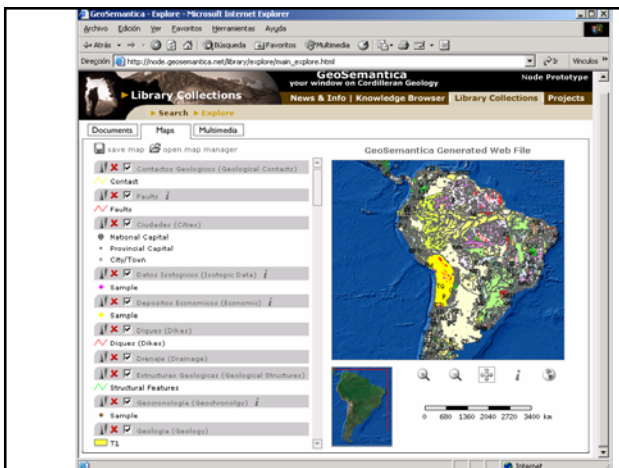 GeoSemantica - Explore - Microsoft Internet Explorer
Archivo Edición Ver Favoritos Herramientas Ayuda
Atrás Búsqueda Favoritos Multimedia
Dirección http://node.geosemantica.net/library/explore/main_explore.html Ir Vínculos »
GeoSemantica
your window on Cordilleran Geology
Node Prototype
Library Collections
News & Info | Knowledge Browser Library Collections Projects
Search Explore
Documents Maps Multimedia
save map open map manager
GeoSemantica Generated Web File
Contactos Geologicos (Geological Contacts)
Contact
Faults i
Faults
Ciudades (Cities)
National Capital
Provincial Capital
City/Town
Datos Isotopicos (Isotopic Data) i
Sample
Depositos Economicos (Economic) i
Sample
Diques (Dikes)
Diques (Dikes)
Drenaje (Drainage)
Estructuras Geologicas (Geological Structures)
Structural Features
Geocronologia (Geochronolgy) i
Sample
Geologia (Geology)
T1
i
0 680 1360 2040 2720 3400 km
Internet